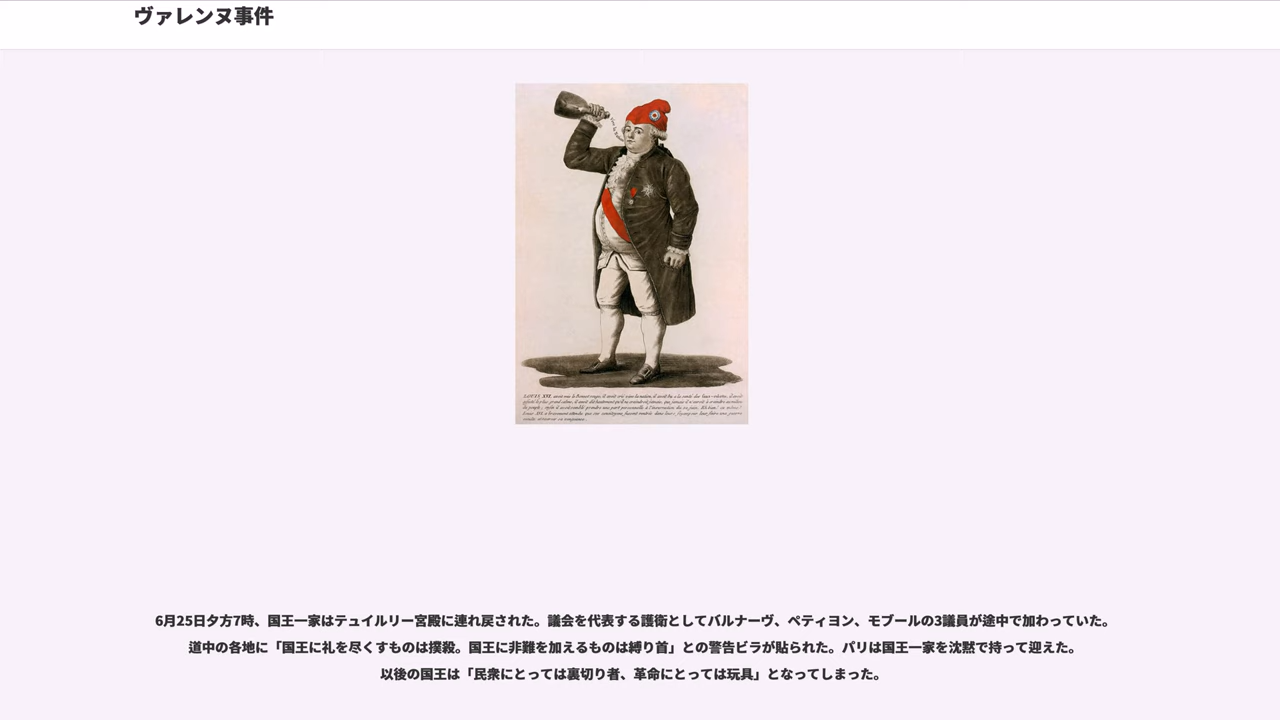 ヴァレンヌ事件
LOUIS XVI
6月25日夕方7時、国王一家はテュイルリー宮殿に連れ戻された。議会を代表する護衛としてバルナーヴ、ペティヨン、モブールの3議員が途中で加わっていた。
道中の各地に「国王に礼を尽くすものは撲殺。国王に非難を加えるものは縛り首」との警告ビラが貼られた。パリは国王一家を沈黙で持って迎えた。
以後の国王は「民衆にとっては裏切り者、革命にとっては玩具」となってしまった。